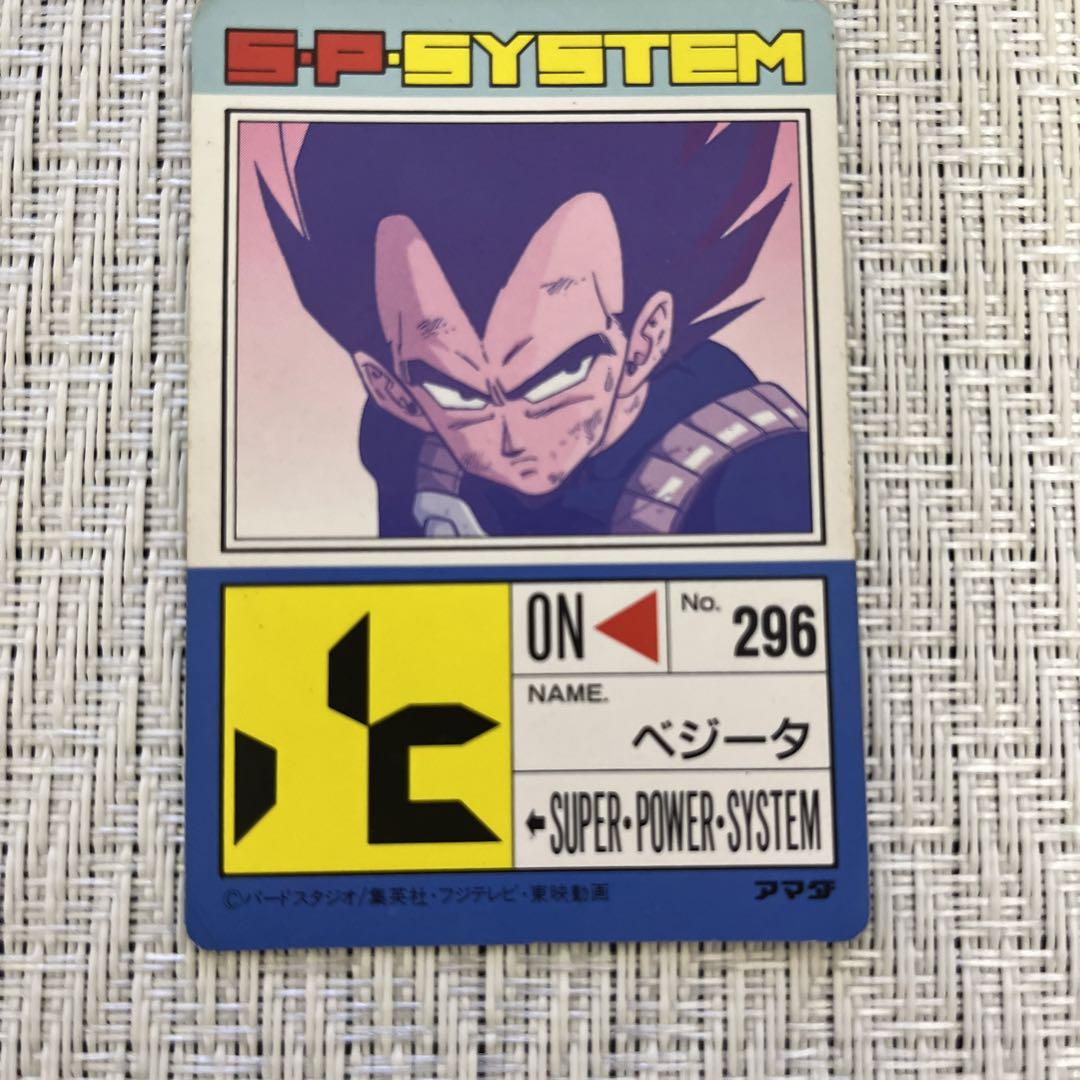 S・P・SYSTEM
ON No. 296
NAME.
ベジータ
SUPER・POWER・SYSTEM
©バードスタジオ/集英社・フジテレビ・東映動画
アマダ